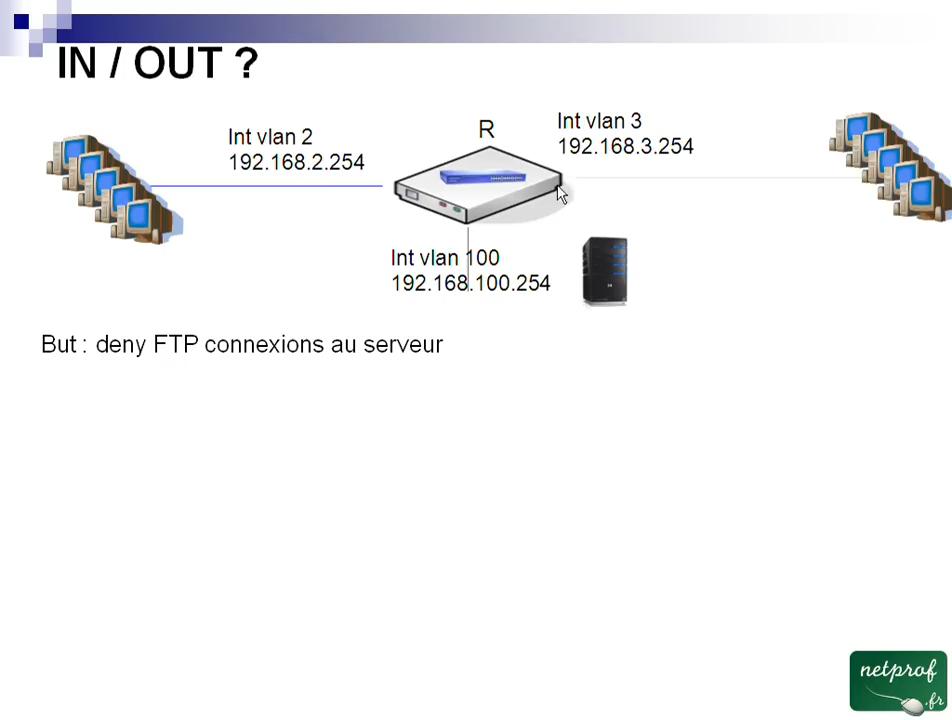 IN / OUT ?
Int vlan 2
192.168.2.254
R
Int vlan 3
192.168.3.254
Int vlan 100
192.168.100.254
But : deny FTP connexions au serveur
netprof
.fr